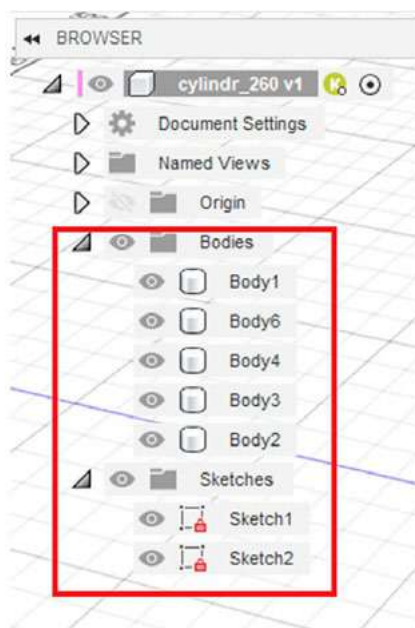 BROWSER
cylindr_260 v1
Document Settings
Named Views
Origin
Bodies
Body1
Body6
Body4
Body3
Body2
Sketches
Sketch1
Sketch2